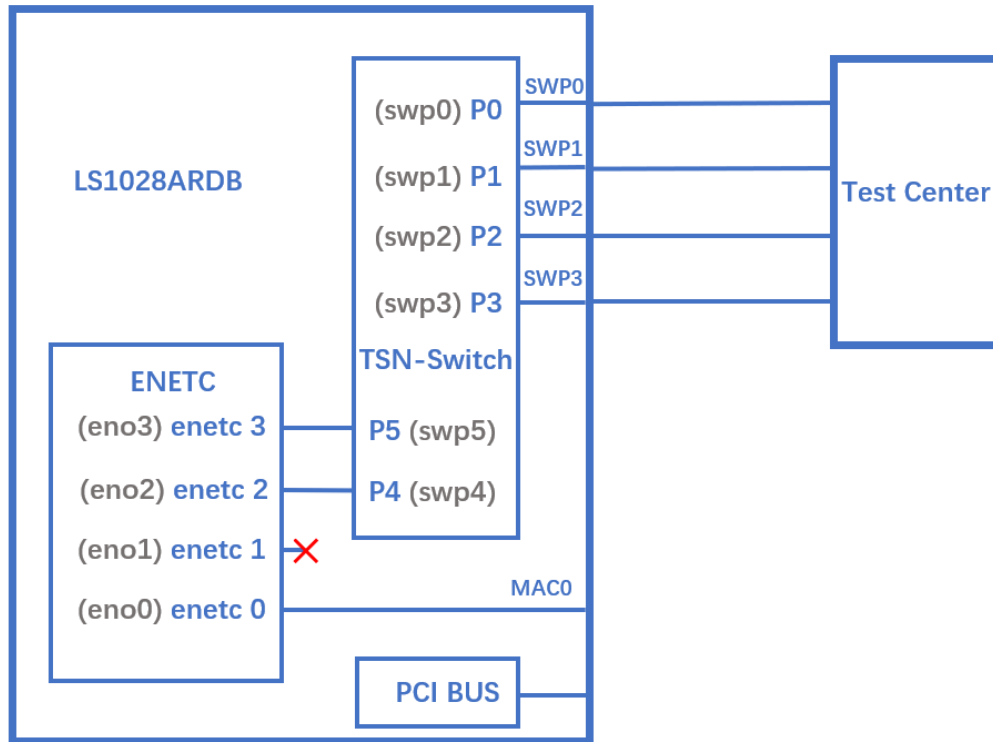 LS1028ARDB
(swp0) P0
(swp1) P1
(swp2) P2
(swp3) P3
TSN-Switch
P5 (swp5)
P4 (swp4)
SWP0
SWP1
SWP2
SWP3
Test Center
ENETC
(eno3) enetc 3
(eno2) enetc 2
(eno1) enetc 1
(eno0) enetc 0
MAC0
PCI BUS